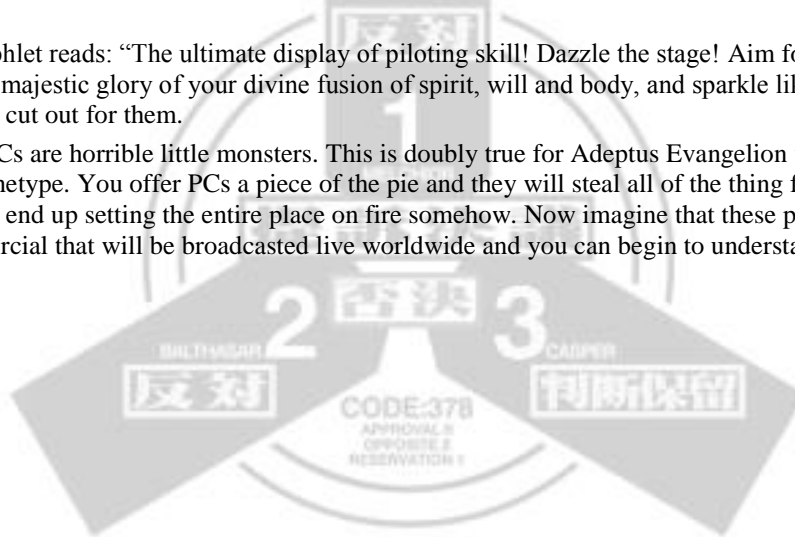 phlet reads: “The ultimate display of piloting skill! Dazzle the stage! Aim fo
majestic glory of your divine fusion of spirit, will and body, and sparkle lik
cut out for them.
Cs are horrible little monsters. This is doubly true for Adeptus Evangelion
hetype. You offer PCs a piece of the pie and they will steal all of the thing f
end up setting the entire place on fire somehow. Now imagine that these p
rcial that will be broadcasted live worldwide and you can begin to understa
反対
1
否決
2
3
BALTHASAR
CASPER
反対
判断保留
CODE:378
APPROVAL 0
OPPOSITE 2
RESERVATION 1